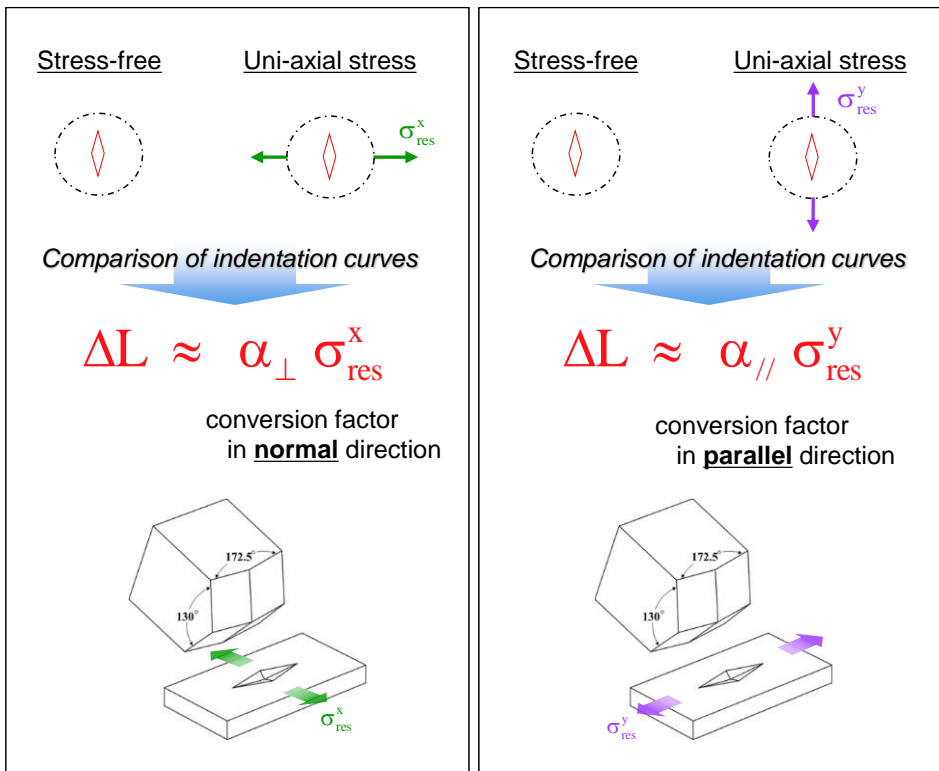 Stress-free Uni-axial stress
σ^x_res
Comparison of indentation curves
ΔL ≈ α_⊥ σ^x_res
conversion factor
in normal direction
172.5°
130°
σ^x_res
Stress-free Uni-axial stress
σ^y_res
Comparison of indentation curves
ΔL ≈ α_// σ^y_res
conversion factor
in parallel direction
172.5°
130°
σ^y_res